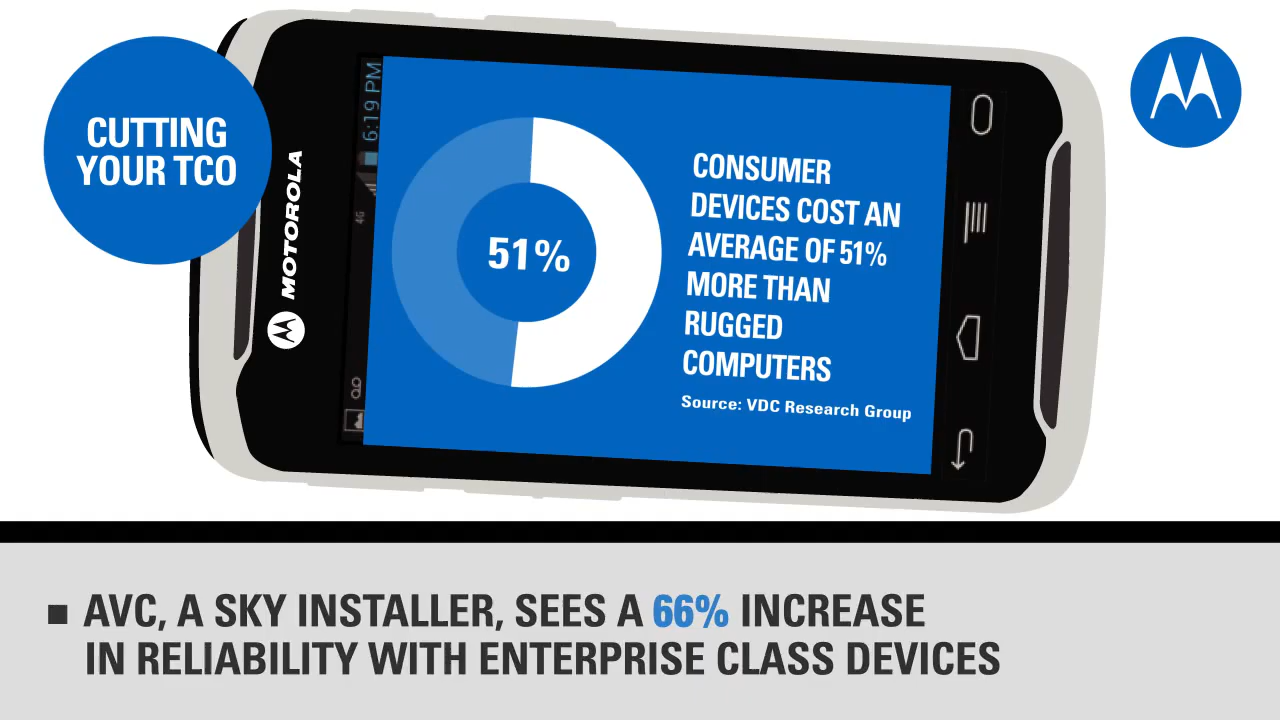 CUTTING
YOUR TCO
MOTOROLA
6:19 PM
4G
51%
CONSUMER
DEVICES COST AN
AVERAGE OF 51%
MORE THAN
RUGGED
COMPUTERS
Source: VDC Research Group
AVC, A SKY INSTALLER, SEES A 66% INCREASE
IN RELIABILITY WITH ENTERPRISE CLASS DEVICES